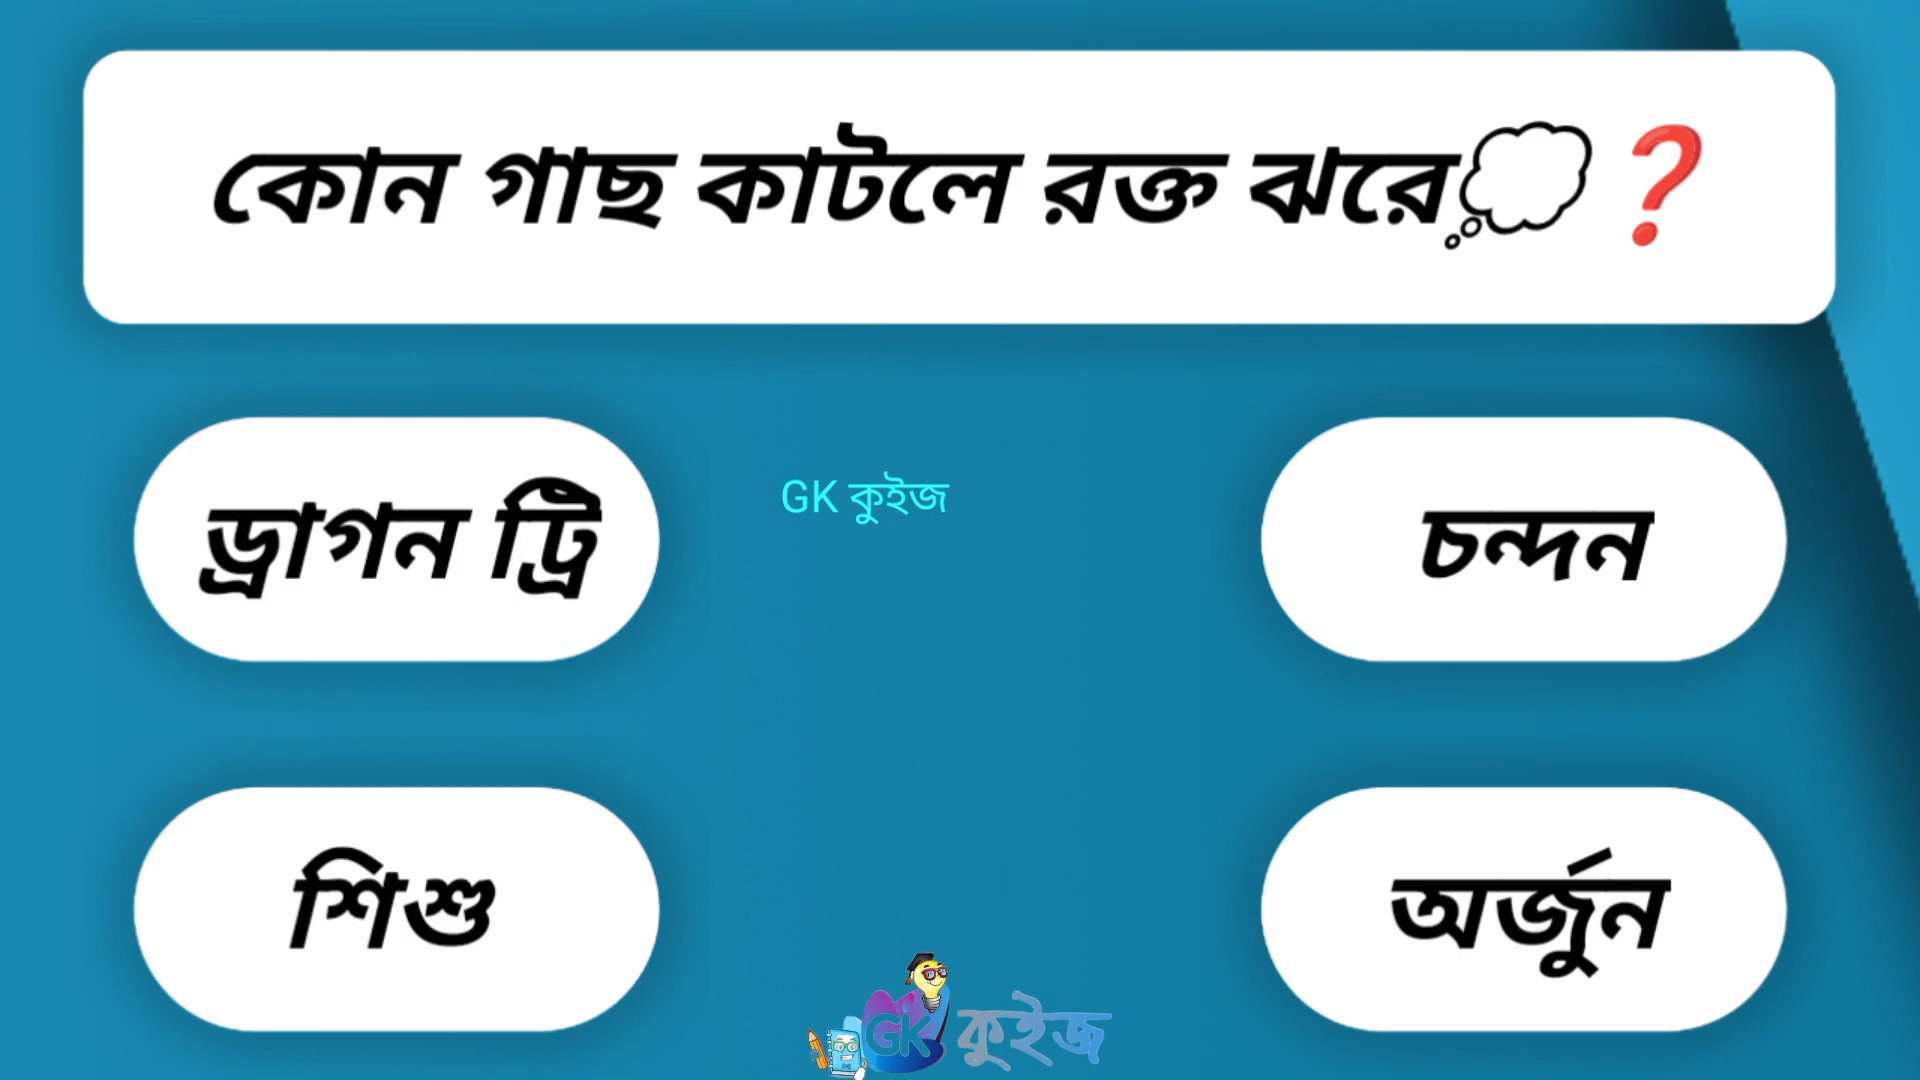 কোন গাছ কাটলে রক্ত ঝরে💭❓
ড্রাগন ট্রি
GK কুইজ
চন্দন
শিশু
অর্জুন
GK কুইজ